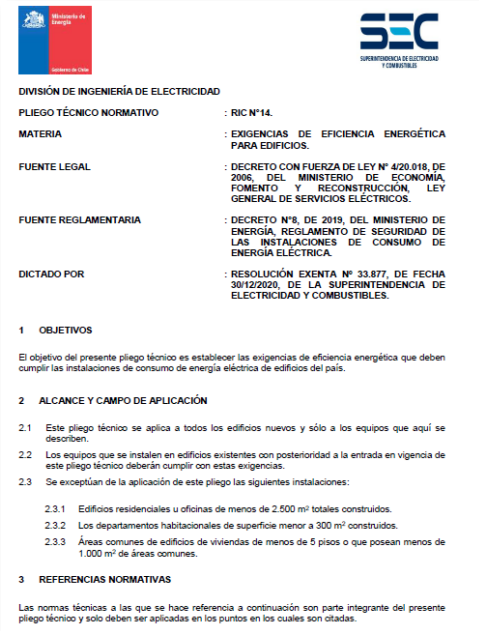 Ministerio de
Energía
Gobierno de Chile
SEC
SUPERINTENDENCIA DE ELECTRICIDAD
Y COMBUSTIBLES
DIVISIÓN DE INGENIERÍA DE ELECTRICIDAD
PLIEGO TÉCNICO NORMATIVO : RIC N°14.
MATERIA : EXIGENCIAS DE EFICIENCIA ENERGÉTICA
PARA EDIFICIOS.
FUENTE LEGAL : DECRETO CON FUERZA DE LEY N° 4/20.018, DE
2006, DEL MINISTERIO DE ECONOMÍA,
FOMENTO Y RECONSTRUCCIÓN, LEY
GENERAL DE SERVICIOS ELÉCTRICOS.
FUENTE REGLAMENTARIA : DECRETO N°8, DE 2019, DEL MINISTERIO DE
ENERGÍA, REGLAMENTO DE SEGURIDAD DE
LAS INSTALACIONES DE CONSUMO DE
ENERGÍA ELÉCTRICA.
DICTADO POR : RESOLUCIÓN EXENTA Nº 33.877, DE FECHA
30/12/2020, DE LA SUPERINTENDENCIA DE
ELECTRICIDAD Y COMBUSTIBLES.
1 OBJETIVOS
El objetivo del presente pliego técnico es establecer las exigencias de eficiencia energética que deben
cumplir las instalaciones de consumo de energía eléctrica de edificios del país.
2 ALCANCE Y CAMPO DE APLICACIÓN
2.1 Este pliego técnico se aplica a todos los edificios nuevos y sólo a los equipos que aquí se
describen.
2.2 Los equipos que se instalen en edificios existentes con posterioridad a la entrada en vigencia de
este pliego técnico deberán cumplir con estas exigencias.
2.3 Se exceptúan de la aplicación de este pliego las siguientes instalaciones:
2.3.1 Edificios residenciales u oficinas de menos de 2.500 m² totales construidos.
2.3.2 Los departamentos habitacionales de superficie menor a 300 m² construidos.
2.3.3 Áreas comunes de edificios de viviendas de menos de 5 pisos o que posean menos de
1.000 m² de áreas comunes.
3 REFERENCIAS NORMATIVAS
Las normas técnicas a las que se hace referencia a continuación son parte integrante del presente
pliego técnico y solo deben ser aplicadas en los puntos en los cuales son citadas.